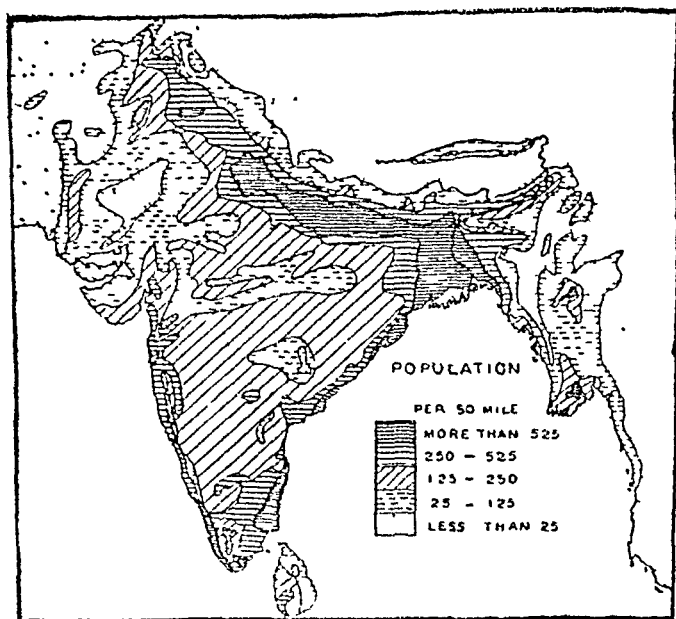 POPULATION
PER SQ MILE
MORE THAN 525
250 – 525
125 – 250
25 – 125
LESS THAN 25